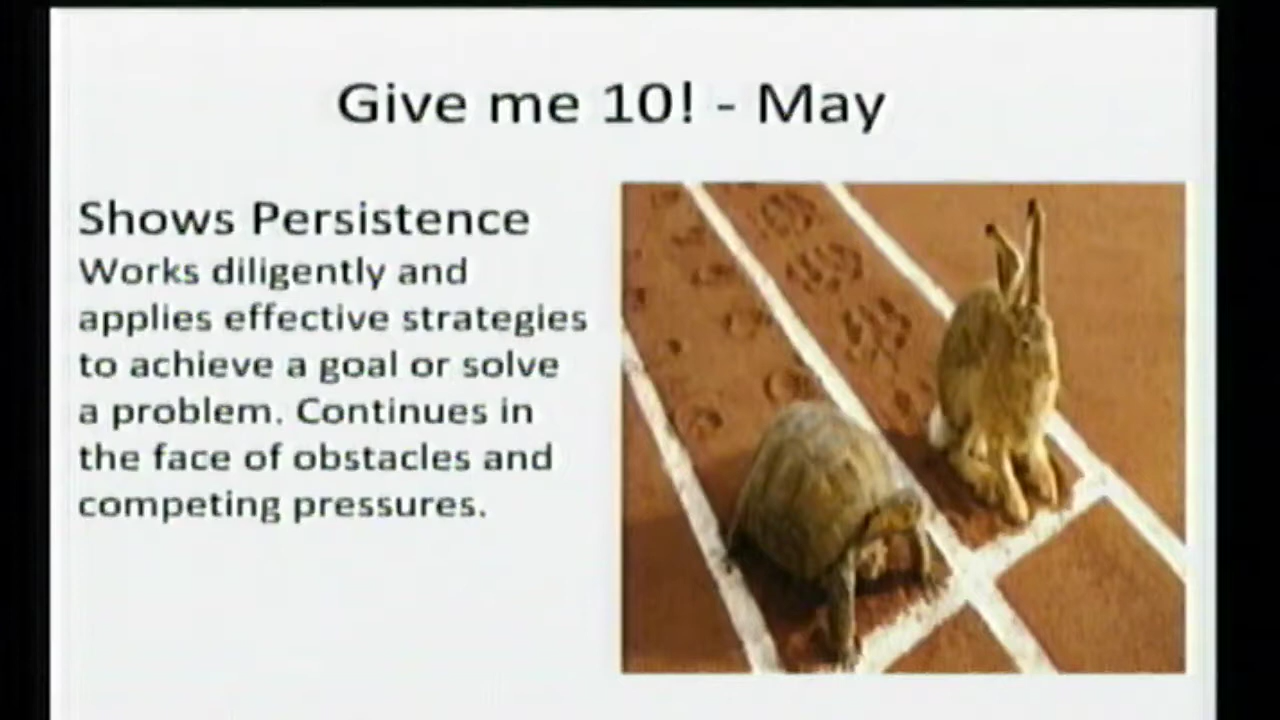 Give me 10! - May
Shows Persistence
Works diligently and
applies effective strategies
to achieve a goal or solve
a problem. Continues in
the face of obstacles and
competing pressures.